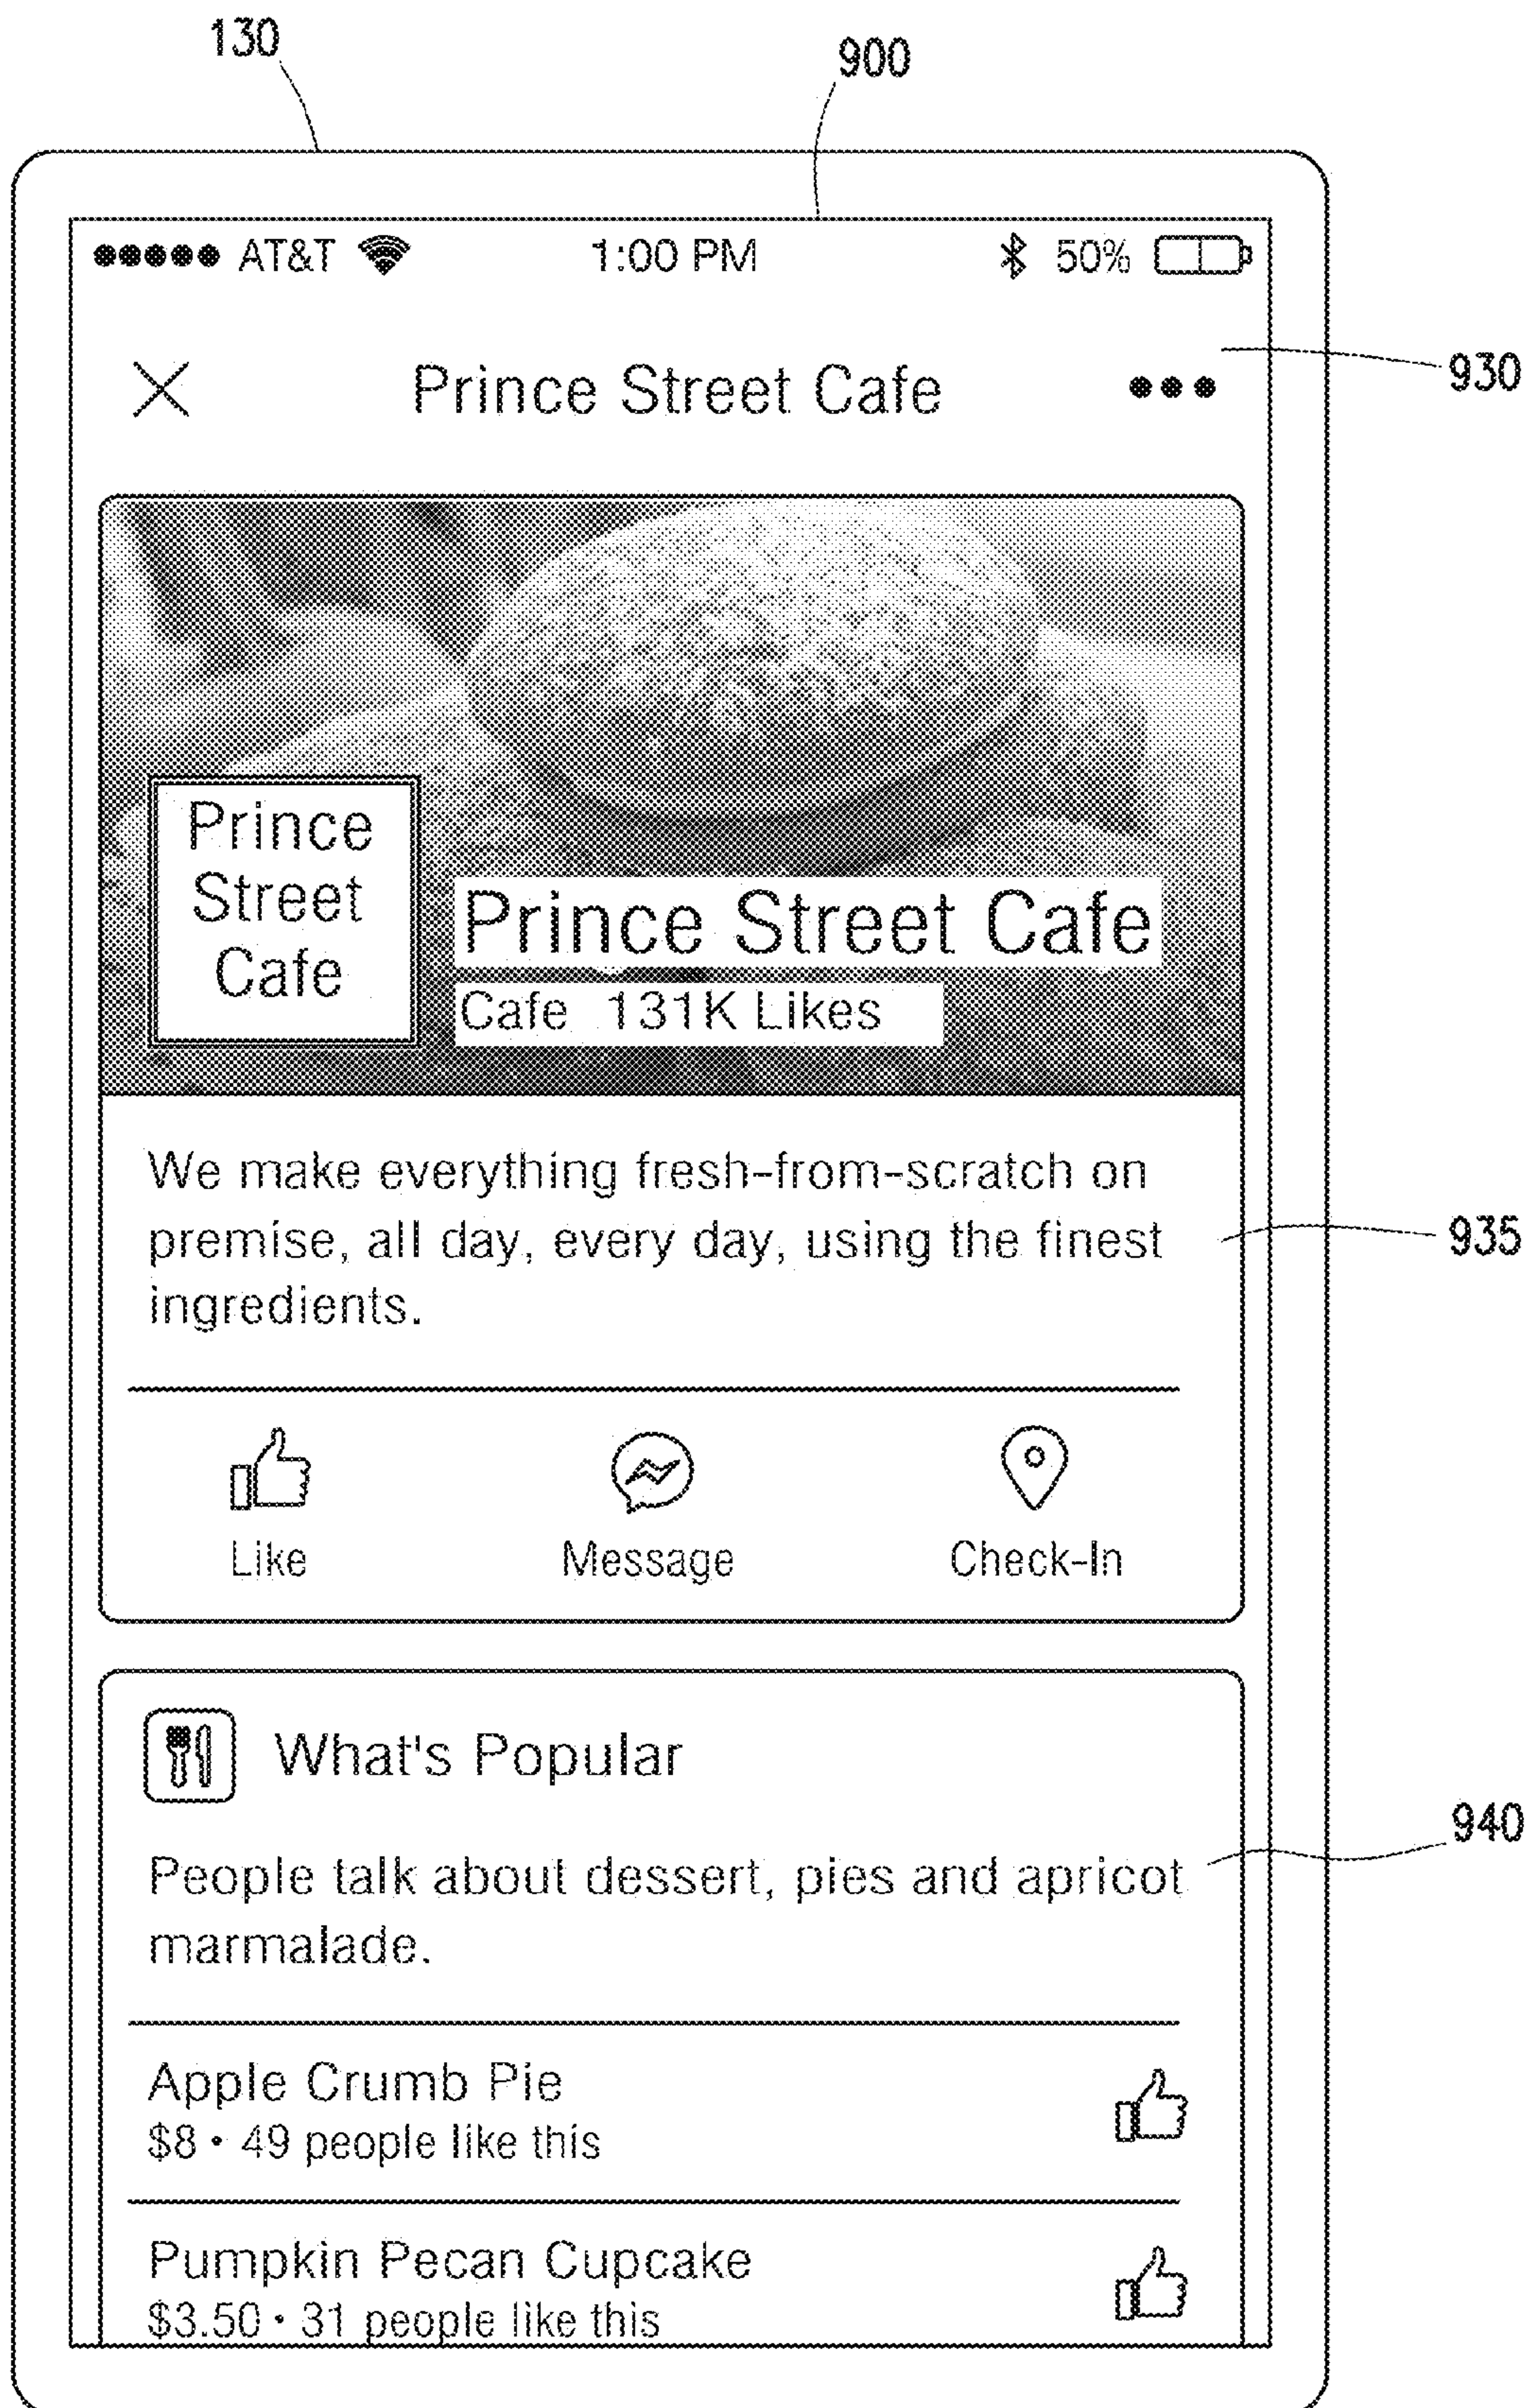 130
900
AT&T 1:00 PM 50%
Prince Street Cafe
930
Prince
Street
Cafe
Prince Street Cafe
Cafe 131K Likes
We make everything fresh-from-scratch on
premise, all day, every day, using the finest
ingredients.
935
Like Message Check-In
What's Popular
940
People talk about dessert, pies and apricot
marmalade.
Apple Crumb Pie
$8 • 49 people like this
Pumpkin Pecan Cupcake
$3.50 • 31 people like this